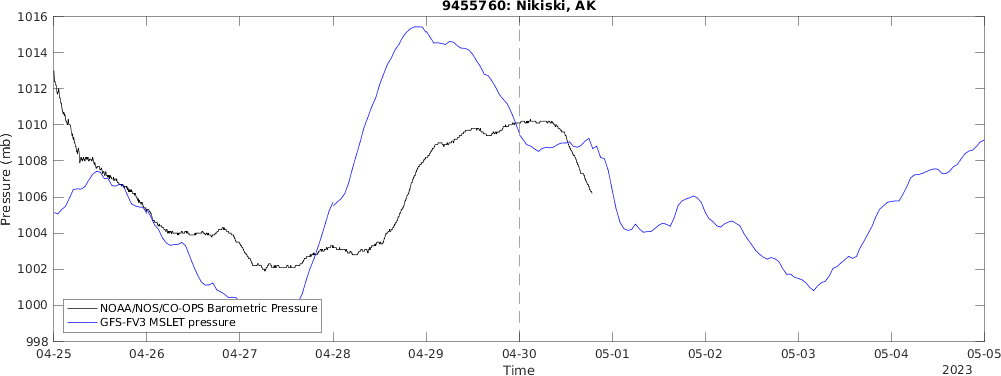 9455760: Nikiski, AK
1016
1014
1012
1010
1008
1006
1004
1002
1000
998
Pressure (mb)
NOAA/NOS/CO-OPS Barometric Pressure
GFS-FV3 MSLET pressure
04-25 04-26 04-27 04-28 04-29 04-30 05-01 05-02 05-03 05-04 05-05
Time
2023